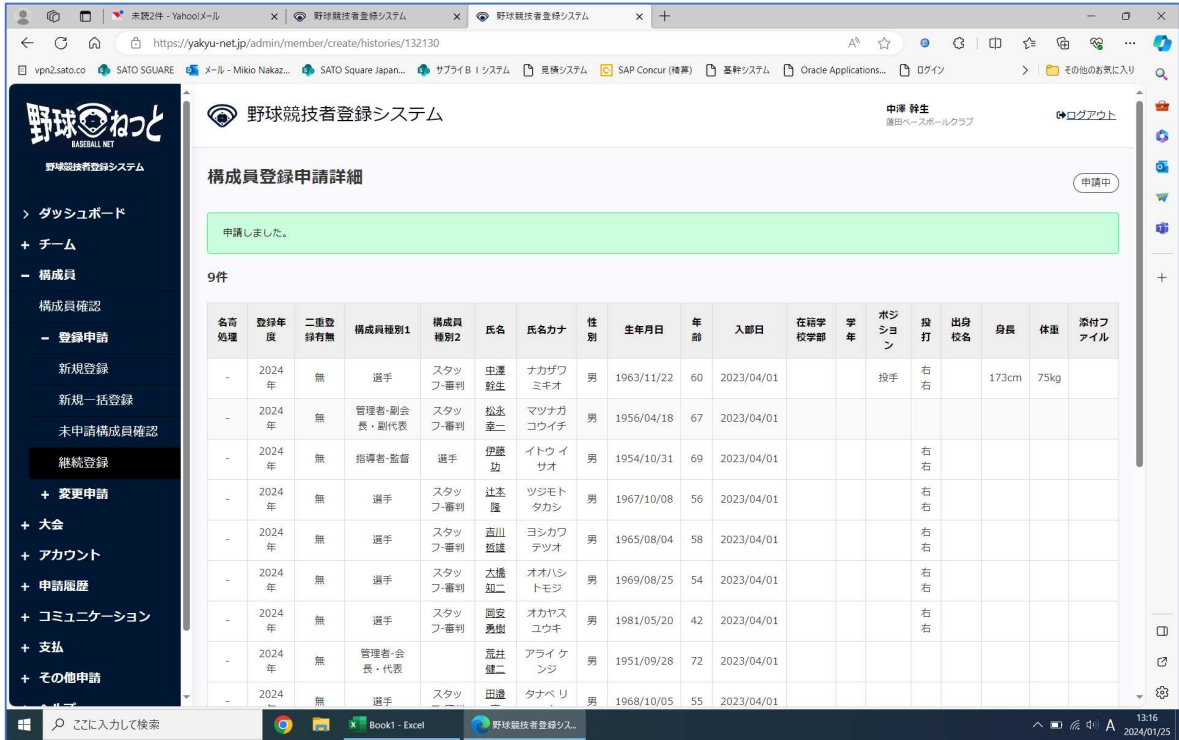 未読2件 - Yahoo!メール
野球競技者登録システム
野球競技者登録システム
https://yakyu-net.jp/admin/member/create/histories/132130
vpn2.sato.co SATO SGUARE メール - Mikio Nakaz... SATO Square Japan... サプライBIシステム 見積システム SAP Concur (精算) 基幹システム Oracle Applications... ログイン その他のお気に入り
野球ねっと
BASEBALL NET
野球競技者登録システム
> ダッシュボード
+ チーム
− 構成員
構成員確認
− 登録申請
新規登録
新規一括登録
未申請構成員確認
継続登録
+ 変更申請
+ 大会
+ アカウント
+ 申請履歴
+ コミュニケーション
+ 支払
+ その他申請
野球競技者登録システム
中澤 幹生
蓮田ベースボールクラブ
ログアウト
構成員登録申請詳細
申請中
申請しました。
9件
名寄処理 登録年度 二重登録有無 構成員種別1 構成員種別2 氏名 氏名カナ 性別 生年月日 年齢 入部日 在籍学校学部 学年 ポジション 投打 出身校名 身長 体重 添付ファイル
- 2024年 無 選手 スタッフ-審判 中澤幹生 ナカザワ ミキオ 男 1963/11/22 60 2023/04/01 投手 右右 173cm 75kg
- 2024年 無 管理者-副会長・副代表 スタッフ-審判 松永幸一 マツナガ コウイチ 男 1956/04/18 67 2023/04/01
- 2024年 無 指導者-監督 選手 伊藤功 イトウ イサオ 男 1954/10/31 69 2023/04/01 右右
- 2024年 無 選手 スタッフ-審判 辻本隆 ツジモト タカシ 男 1967/10/08 56 2023/04/01 右右
- 2024年 無 選手 スタッフ-審判 吉川哲雄 ヨシカワ テツオ 男 1965/08/04 58 2023/04/01 右右
- 2024年 無 選手 スタッフ-審判 大橋知二 オオハシ トモジ 男 1969/08/25 54 2023/04/01 右右
- 2024年 無 選手 スタッフ-審判 岡安勇樹 オカヤス ユウキ 男 1981/05/20 42 2023/04/01 右右
- 2024年 無 管理者-会長・代表 荒井健二 アライ ケンジ 男 1951/09/28 72 2023/04/01
- 2024 無 選手 スタッ 田邉 タナベ リ 男 1968/10/05 55 2023/04/01
ここに入力して検索
Book1 - Excel
野球競技者登録シス...
A
13:16
2024/01/25